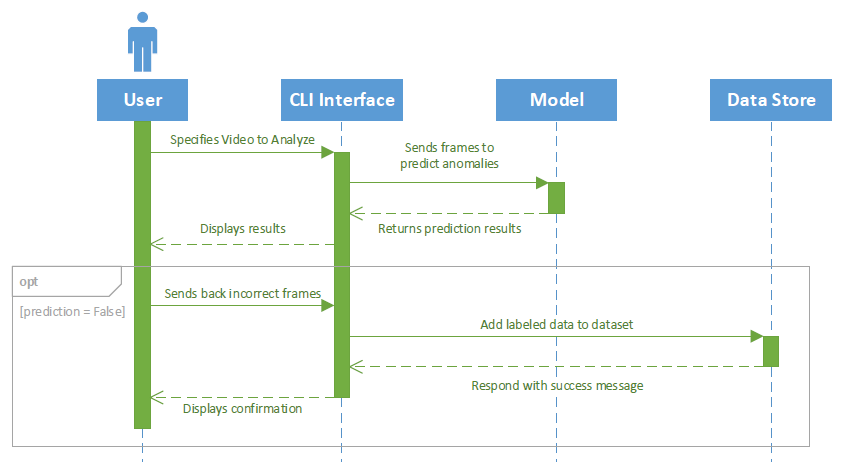 User
CLI Interface
Model
Data Store
Specifies Video to Analyze
Sends frames to
predict anomalies
Returns prediction results
Displays results
opt
[prediction = False]
Sends back incorrect frames
Add labeled data to dataset
Respond with success message
Displays confirmation